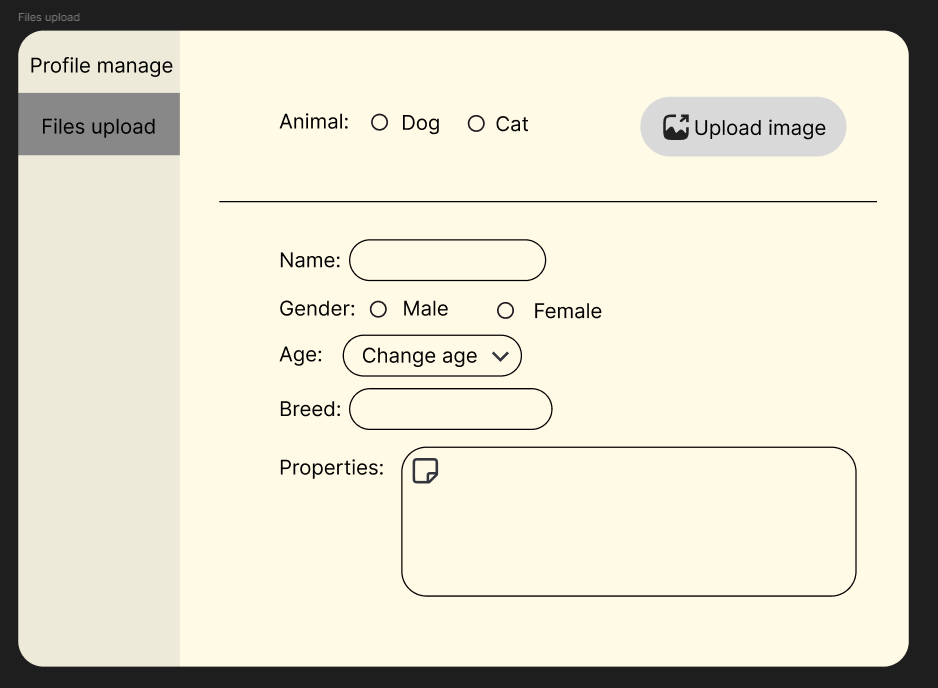 Files upload
Profile manage
Files upload
Animal: Dog Cat
Upload image
Name:
Gender: Male Female
Age: Change age
Breed:
Properties: